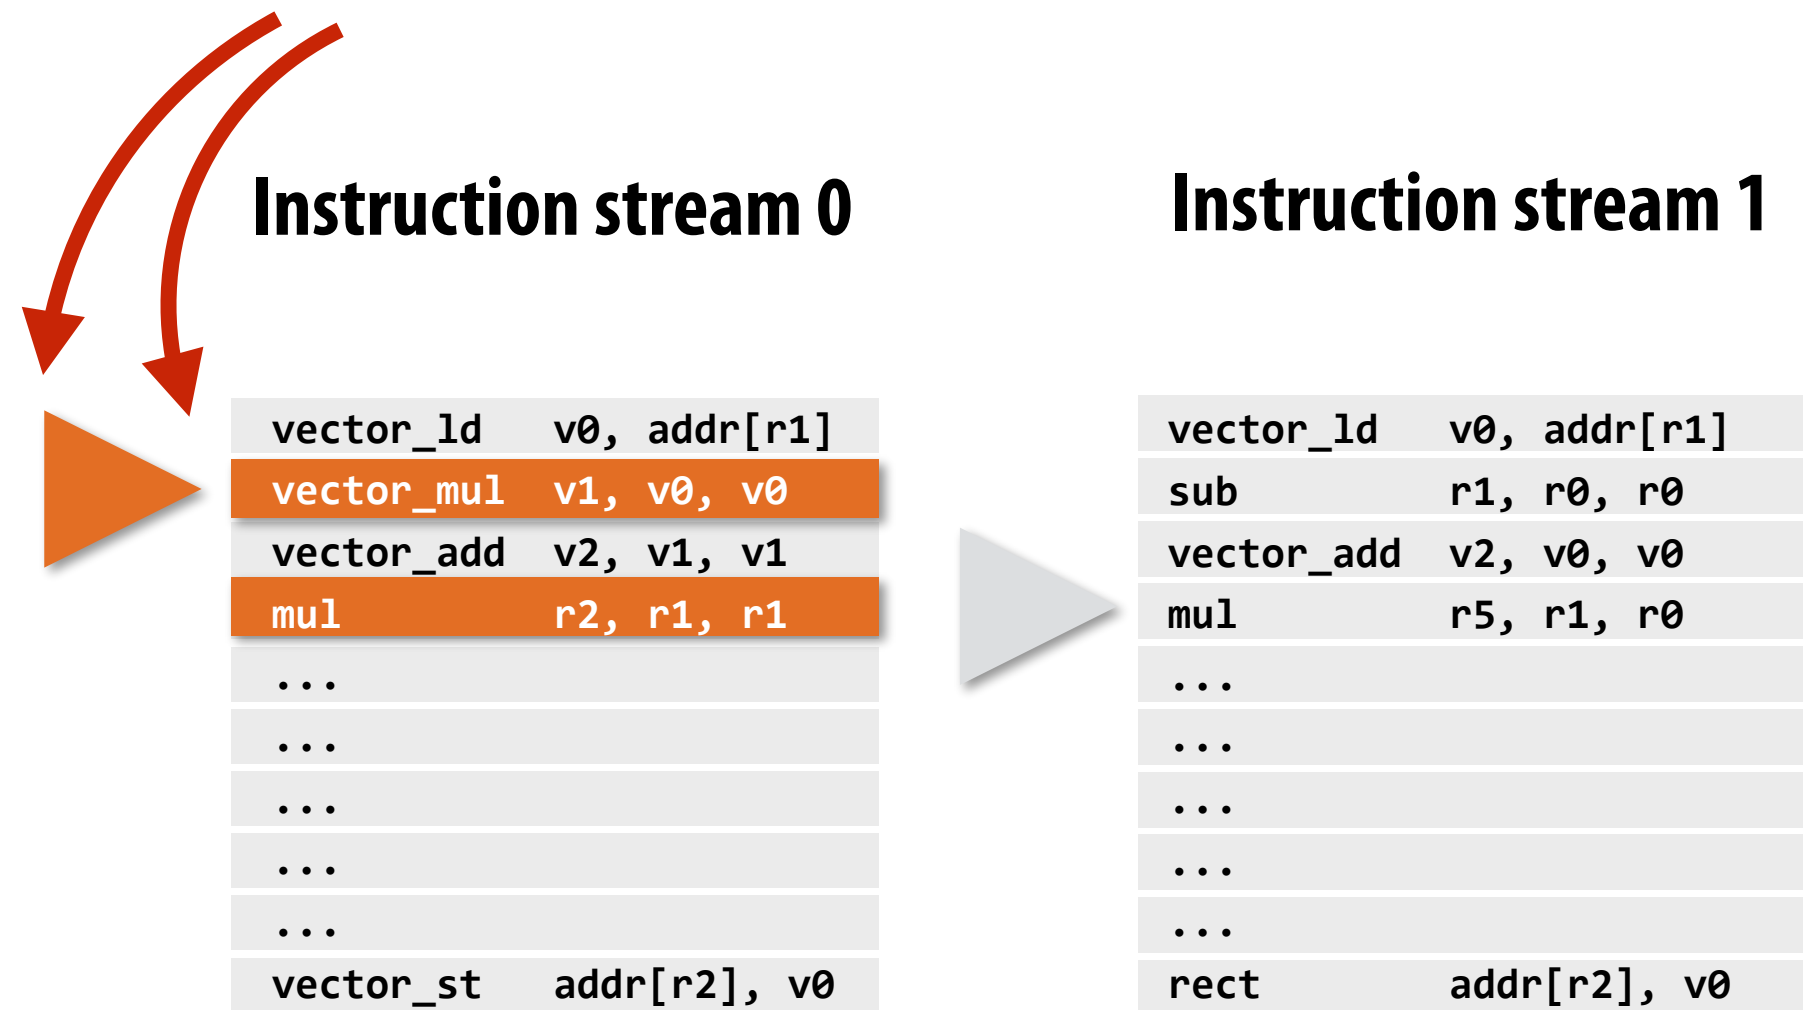 Instruction stream 0
vector_ld v0, addr[r1]
vector_mul v1, v0, v0
vector_add v2, v1, v1
mul r2, r1, r1
...
...
...
...
...
vector_st addr[r2], v0
Instruction stream 1
vector_ld v0, addr[r1]
sub r1, r0, r0
vector_add v2, v0, v0
mul r5, r1, r0
...
...
...
...
...
rect addr[r2], v0